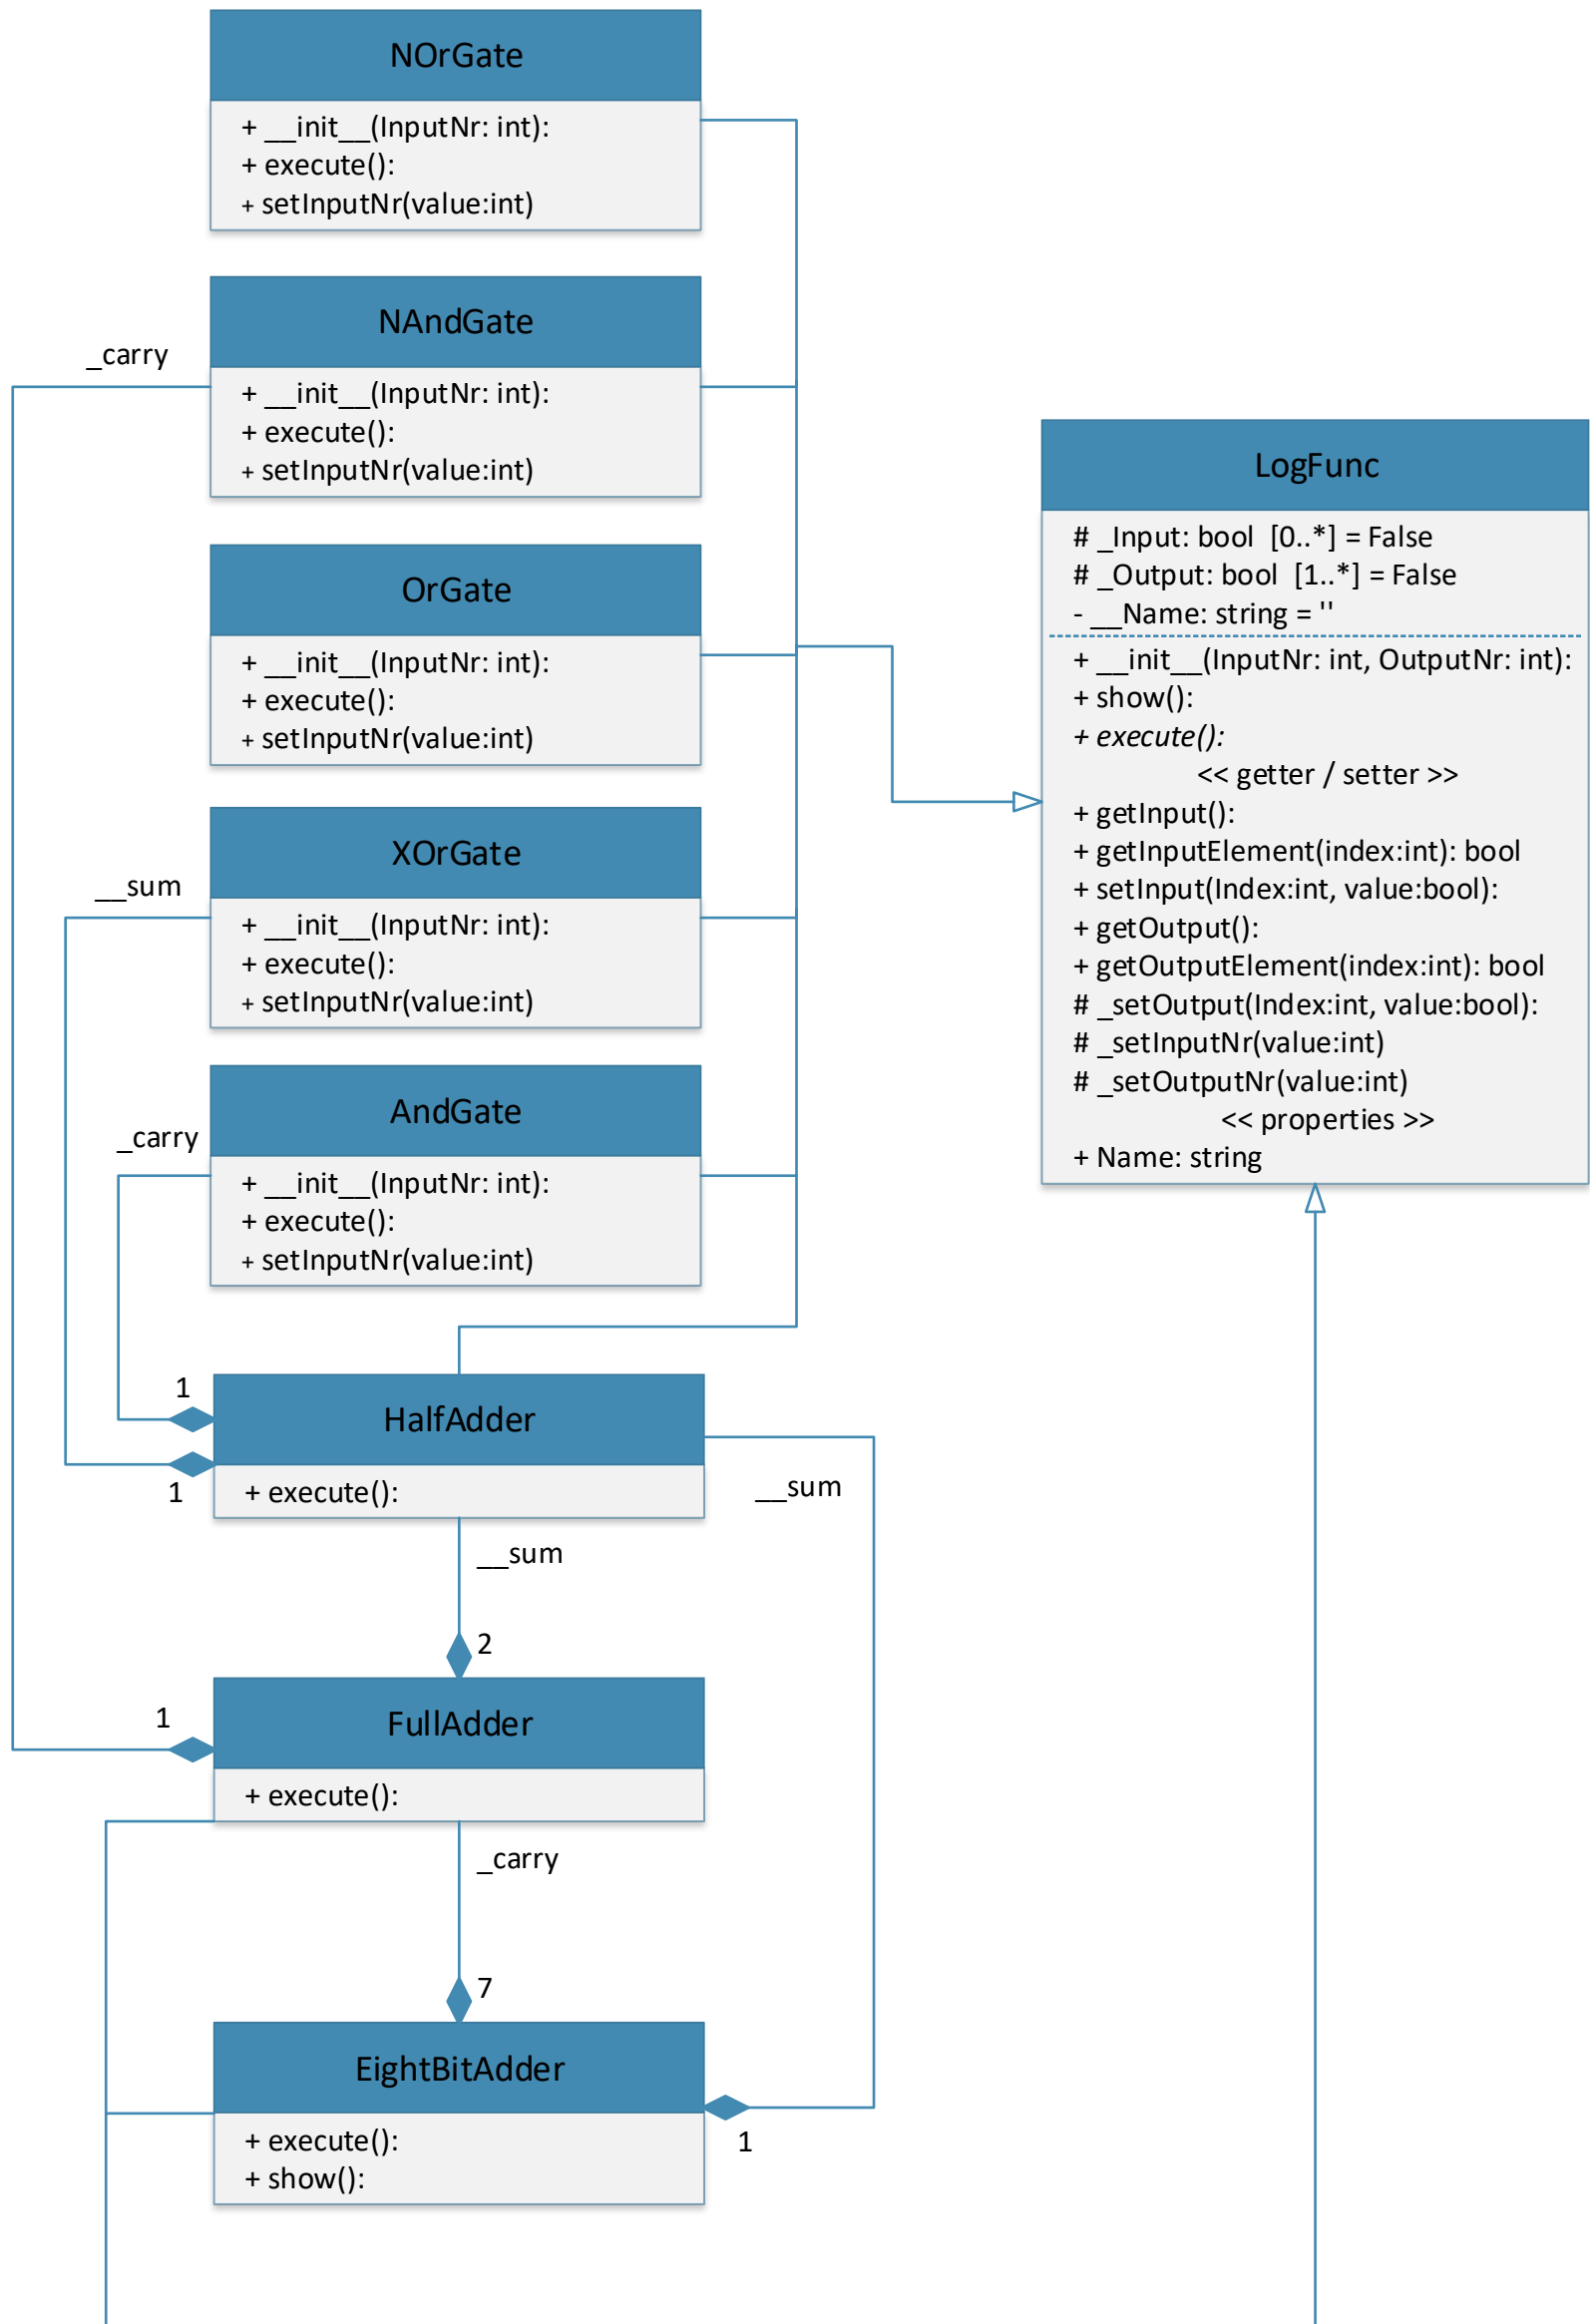 NOrGate
+ __init__(InputNr: int):
+ execute():
+ setInputNr(value:int)
NAndGate
_carry
+ __init__(InputNr: int):
+ execute():
+ setInputNr(value:int)
OrGate
+ __init__(InputNr: int):
+ execute():
+ setInputNr(value:int)
XOrGate
__sum
+ __init__(InputNr: int):
+ execute():
+ setInputNr(value:int)
AndGate
_carry
+ __init__(InputNr: int):
+ execute():
+ setInputNr(value:int)
LogFunc
# _Input: bool [0..*] = False
# _Output: bool [1..*] = False
- __Name: string = ''
+ __init__(InputNr: int, OutputNr: int):
+ show():
+ execute():
<< getter / setter >>
+ getInput():
+ getInputElement(index:int): bool
+ setInput(Index:int, value:bool):
+ getOutput():
+ getOutputElement(index:int): bool
# _setOutput(Index:int, value:bool):
# _setInputNr(value:int)
# _setOutputNr(value:int)
<< properties >>
+ Name: string
1
HalfAdder
1
+ execute():
__sum
__sum
2
1
FullAdder
+ execute():
_carry
7
EightBitAdder
1
+ execute():
+ show():